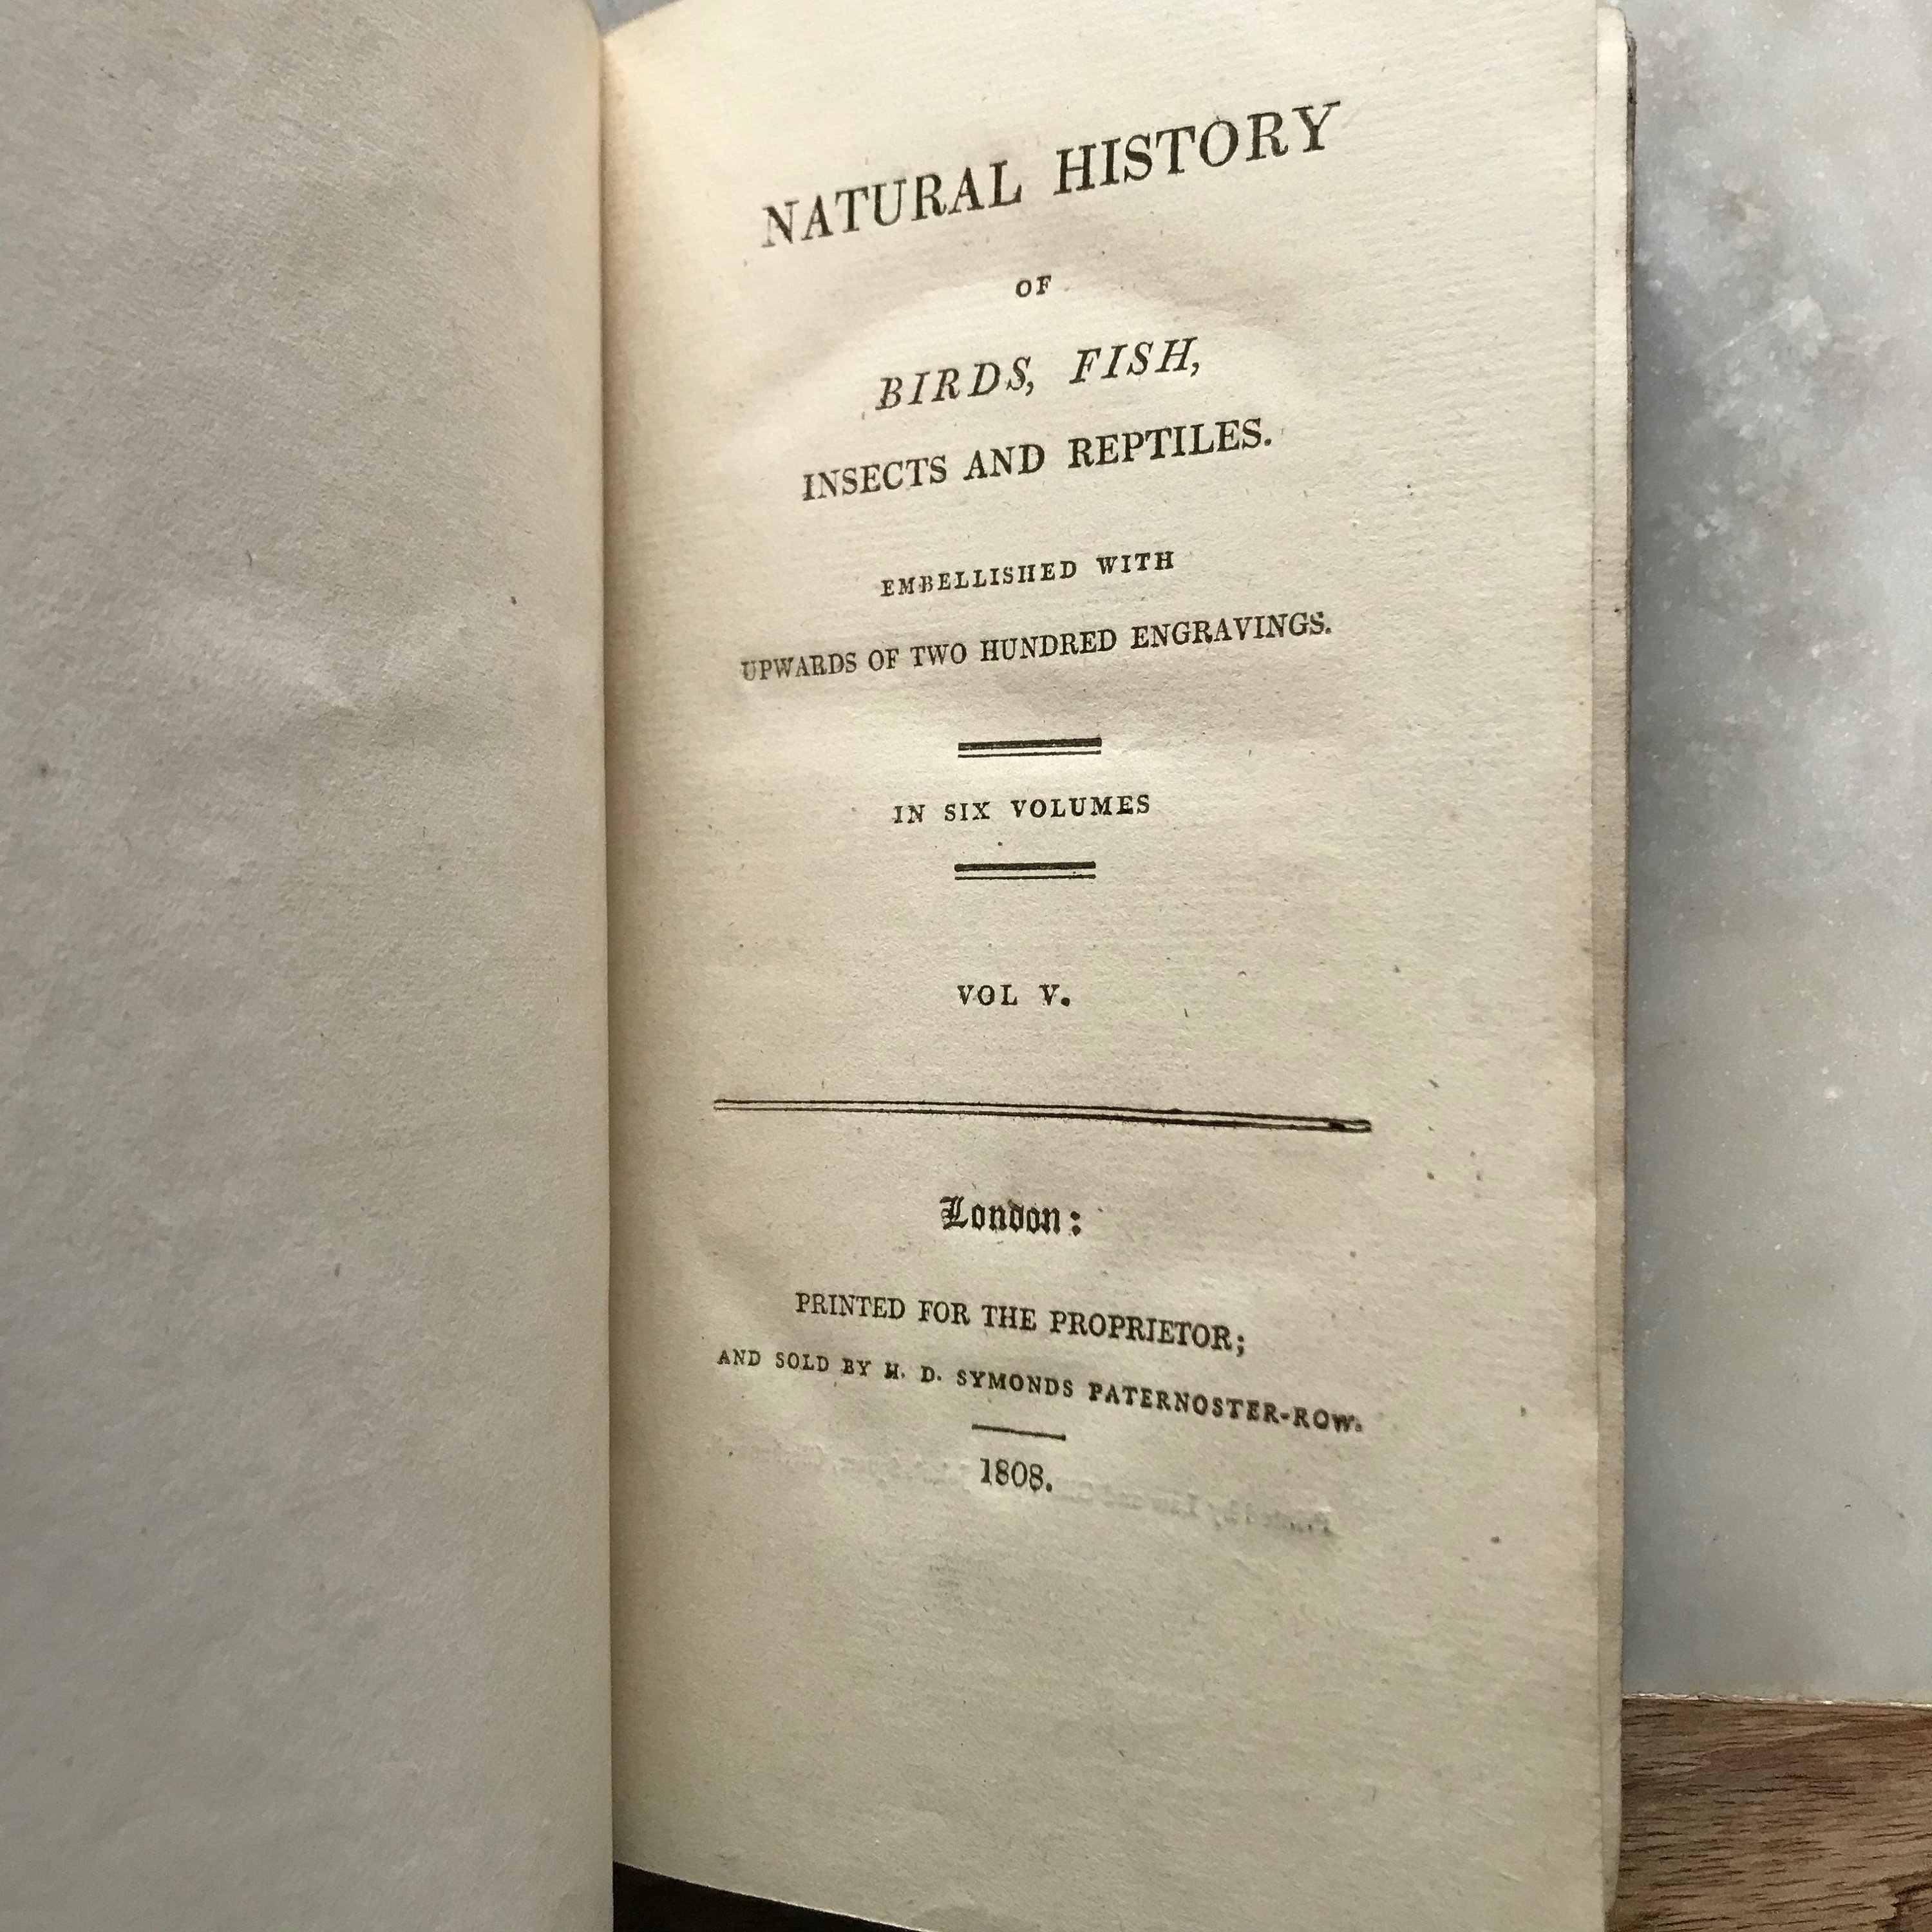 NATURAL HISTORY
OF
BIRDS, FISH,
INSECTS AND REPTILES.
EMBELLISHED WITH
UPWARDS OF TWO HUNDRED ENGRAVINGS.
IN SIX VOLUMES
VOL V.
London:
PRINTED FOR THE PROPRIETOR;
AND SOLD BY H. D. SYMONDS PATERNOSTER-ROW.
1808.